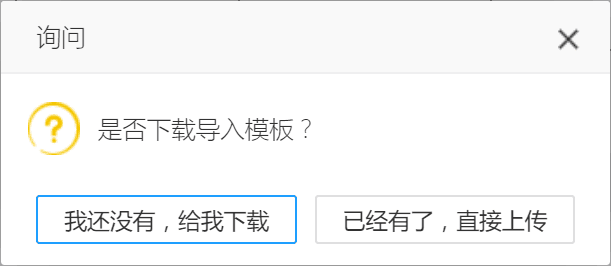 询问
是否下载导入模板？
我还没有，给我下载
已经有了，直接上传